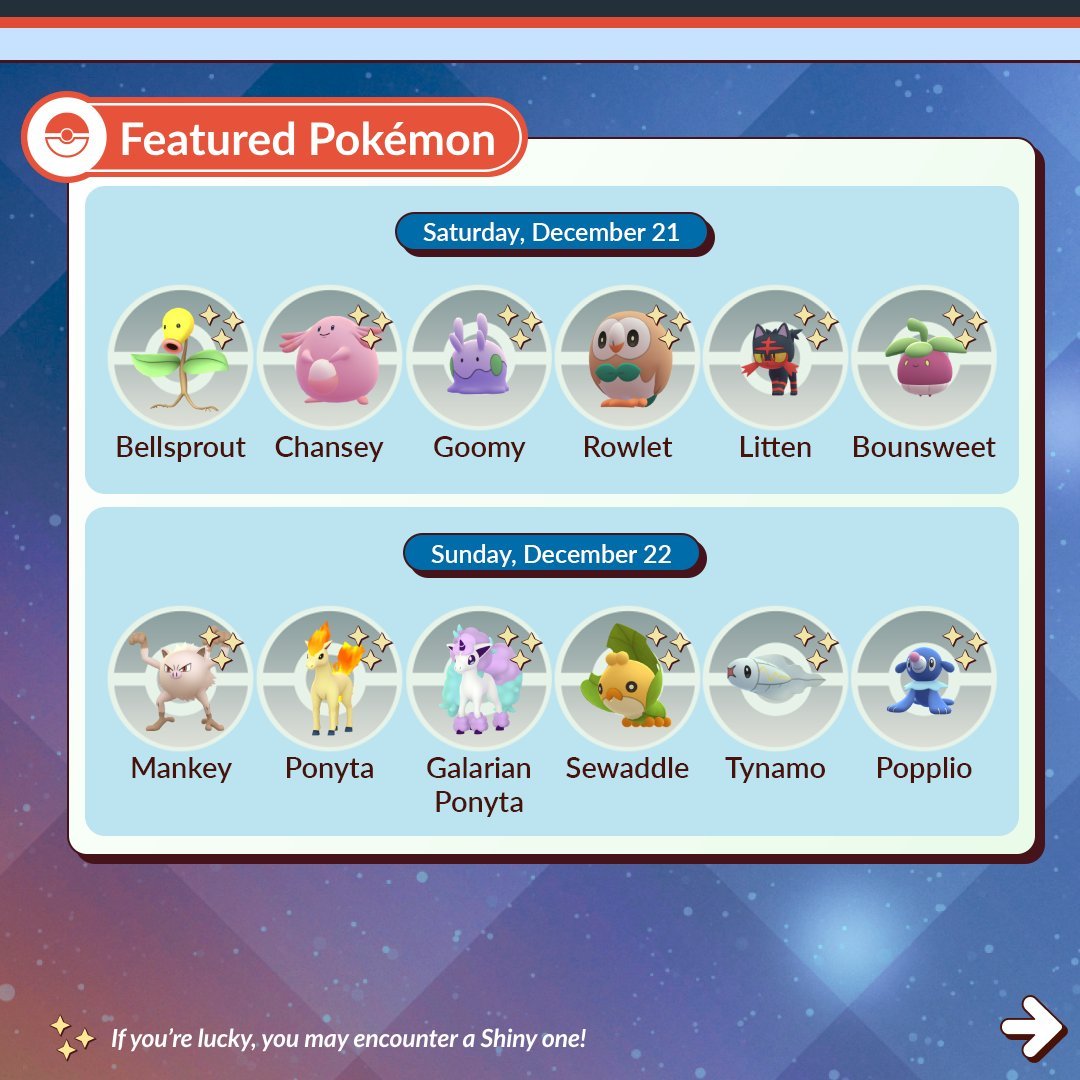 Featured Pokémon
Saturday, December 21
Bellsprout Chansey Goomy Rowlet Litten Bounsweet
Sunday, December 22
Mankey Ponyta Galarian Ponyta Sewaddle Tynamo Popplio
If you're lucky, you may encounter a Shiny one!